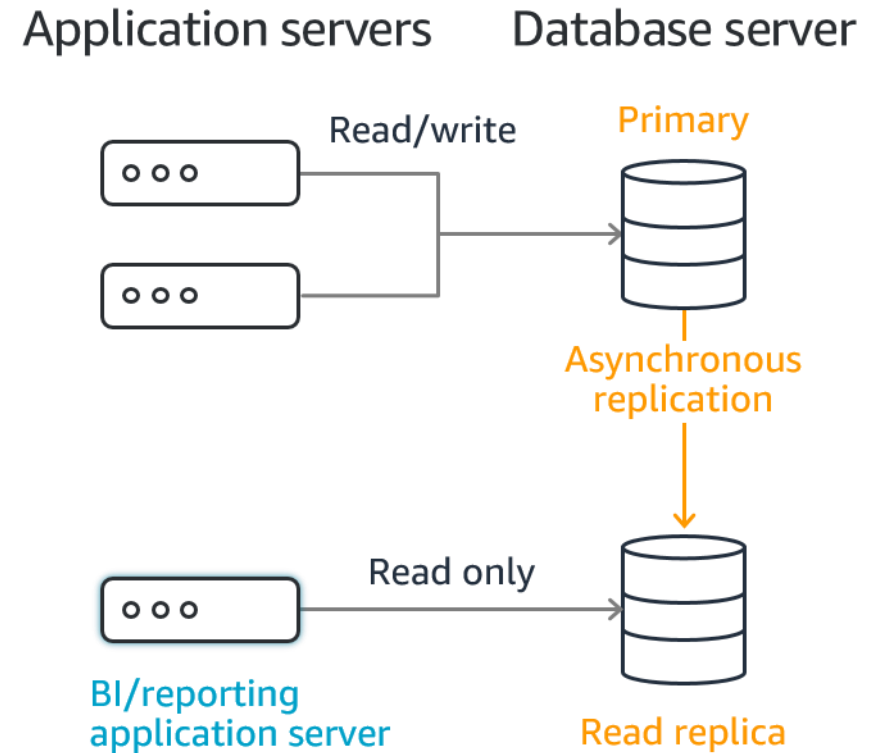 Application servers
Database server
Read/write
Primary
Asynchronous
replication
Read only
BI/reporting
application server
Read replica